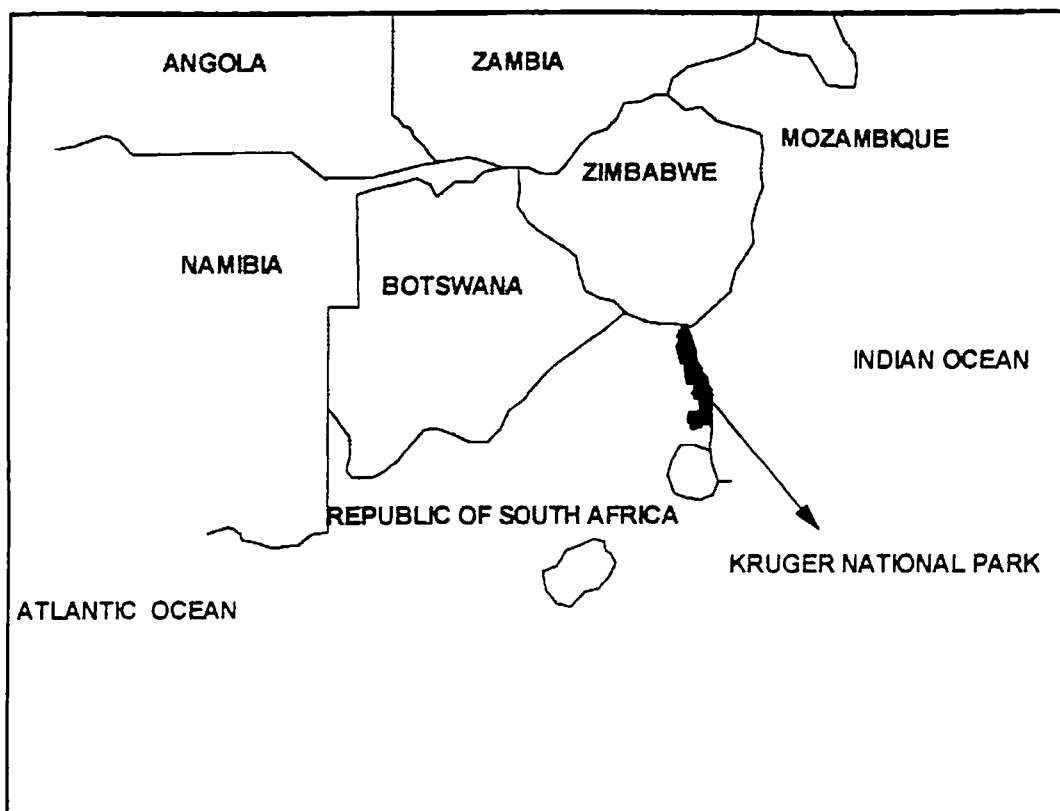 ANGOLA
ZAMBIA
MOZAMBIQUE
ZIMBABWE
NAMIBIA
BOTSWANA
INDIAN OCEAN
REPUBLIC OF SOUTH AFRICA
KRUGER NATIONAL PARK
ATLANTIC OCEAN